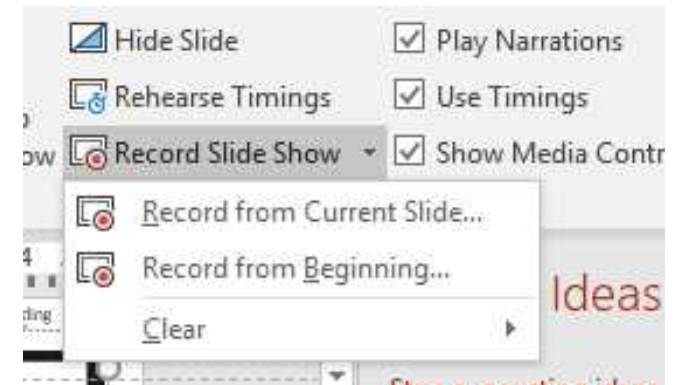 Hide Slide
Play Narrations
Rehearse Timings
Use Timings
Record Slide Show
Show Media Contr
Record from Current Slide...
Record from Beginning...
Clear
Ideas